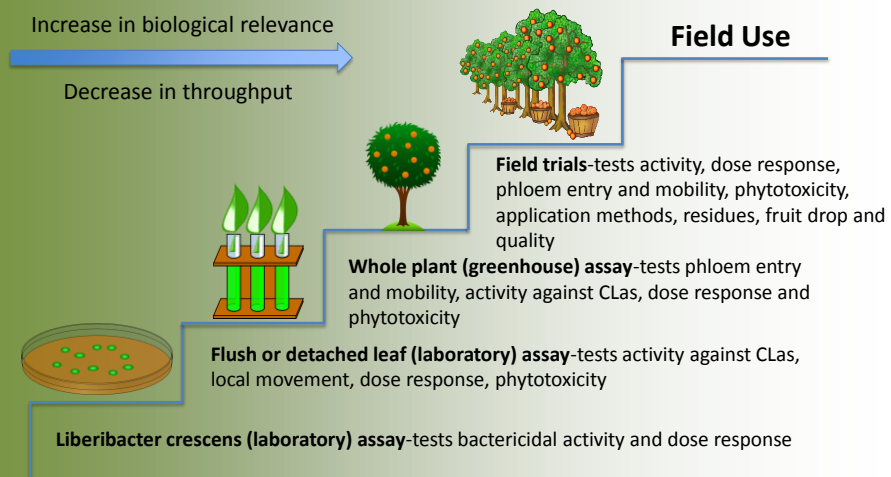 Increase in biological relevance
Decrease in throughput
Field Use
Field trials-tests activity, dose response,
phloem entry and mobility, phytotoxicity,
application methods, residues, fruit drop and
quality
Whole plant (greenhouse) assay-tests phloem entry
and mobility, activity against CLas, dose response and
phytotoxicity
Flush or detached leaf (laboratory) assay-tests activity against CLas,
local movement, dose response, phytotoxicity
Liberibacter crescens (laboratory) assay-tests bactericidal activity and dose response